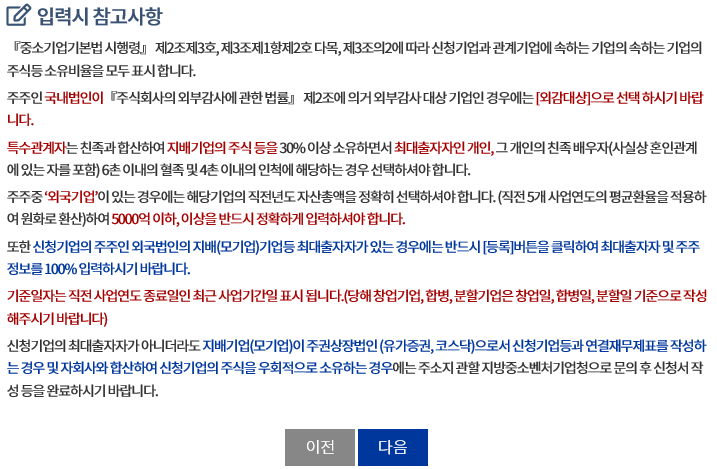 입력시 참고사항
『중소기업기본법 시행령』 제2조제3호, 제3조제1항제2호 다목, 제3조의2에 따라 신청기업과 관계기업에 속하는 기업의 속하는 기업의
주식등 소유비율을 모두 표시 합니다.
주주인 국내법인이『주식회사의 외부감사에 관한 법률』 제2조에 의거 외부감사 대상 기업인 경우에는 [외감대상]으로 선택 하시기 바랍
니다.
특수관계자는 친족과 합산하여 지배기업의 주식 등을 30% 이상 소유하면서 최대출자자인 개인, 그 개인의 친족 배우자(사실상 혼인관계
에 있는 자를 포함) 6촌 이내의 혈족 및 4촌 이내의 인척에 해당하는 경우 선택하셔야 합니다.
주주중 ‘외국기업’이 있는 경우에는 해당기업의 직전년도 자산총액을 정확히 선택하셔야 합니다. (직전 5개 사업연도의 평균환율을 적용하
여 원화로 환산)하여 5000억 이하, 이상을 반드시 정확하게 입력하셔야 합니다.
또한 신청기업의 주주인 외국법인의 지배(모기업)기업등 최대출자자가 있는 경우에는 반드시 [등록]버튼을 클릭하여 최대출자자 및 주주
정보를 100% 입력하시기 바랍니다.
기준일자는 직전 사업연도 종료일인 최근 사업기간일 표시 됩니다.(당해 창업기업, 합병, 분할기업은 창업일, 합병일, 분할일 기준으로 작성
해주시기 바랍니다)
신청기업의 최대출자자가 아니더라도 지배기업(모기업)이 주권상장법인 (유가증권, 코스닥)으로서 신청기업등과 연결재무제표를 작성하
는 경우 및 자회사와 합산하여 신청기업의 주식을 우회적으로 소유하는 경우에는 주소지 관할 지방중소벤처기업청으로 문의 후 신청서 작
성 등을 완료하시기 바랍니다.
이전 다음